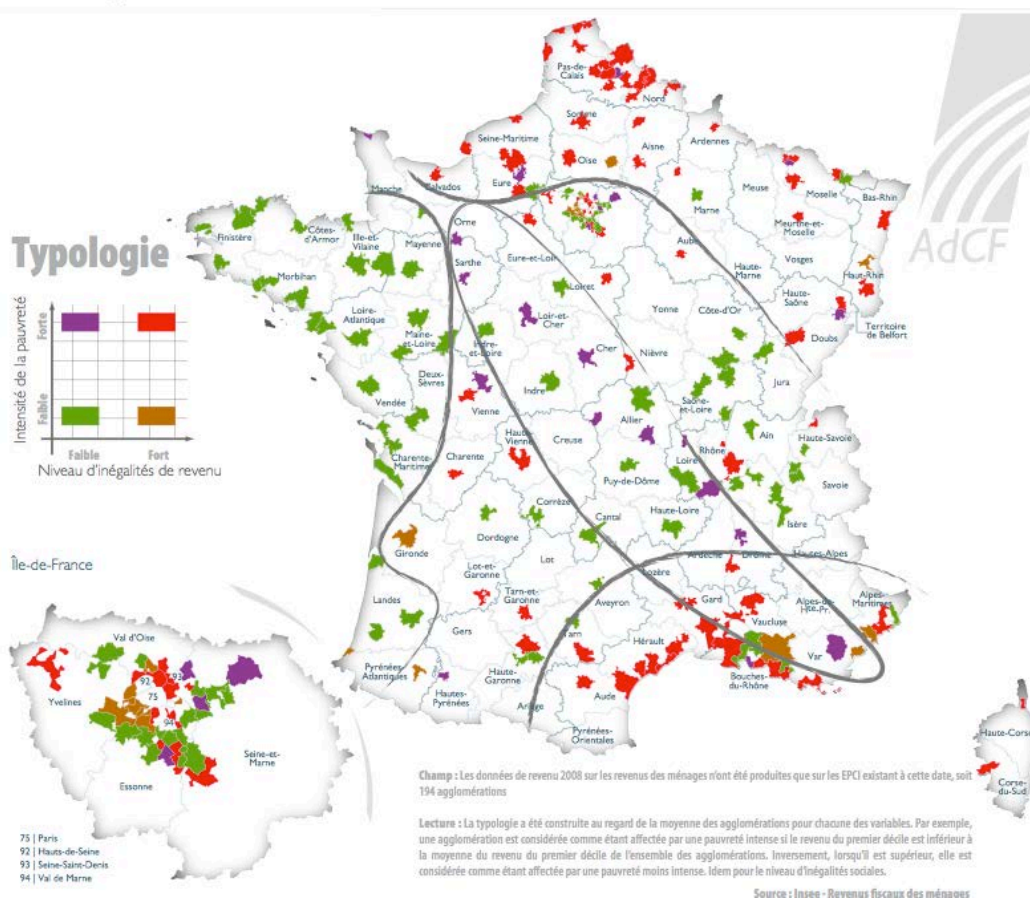 AdCF
Pas-de-
Calais
Nord
Somme
Seine-Maritime
Oise
Aisne
Ardennes
Manche
Calvados
Eure
Meuse
Moselle
Bas-Rhin
Marne
Meurthe-et-
Moselle
Finistère
Côtes-
d'Armor
Ille-et-
Vilaine
Mayenne
Orne
Sarthe
Eure-et-Loir
Aube
Haute-
Marne
Vosges
Haut-Rhin
Morbihan
Typologie
Loiret
Yonne
Côte-d'Or
Haute-
Saône
Territoire
de Belfort
Loire-
Atlantique
Maine-
et-Loire
Indre-
et-Loire
Loir-et-
Cher
Cher
Nièvre
Doubs
Jura
Intensité de la pauvreté
Forte
Faible
Faible
Fort
Niveau d'inégalités de revenu
Vendée
Deux-
Sèvres
Vienne
Indre
Allier
Saône-
et-Loire
Ain
Haute-Savoie
Charente-
Maritime
Charente
Haute-
Vienne
Creuse
Puy-de-Dôme
Loire
Rhône
Savoie
Isère
Corrèze
Cantal
Haute-Loire
Dordogne
Gironde
Lot
Lot-et-
Garonne
Ardèche
Drôme
Hautes-Alpes
Lozère
Landes
Tarn-et-
Garonne
Aveyron
Gard
Vaucluse
Alpes-de-
Hte-Pr.
Alpes-
Maritimes
Gers
Tarn
Hérault
Var
Bouches-
du-Rhône
Pyrénées-
Atlantiques
Hautes-
Pyrénées
Haute-
Garonne
Ariège
Aude
Pyrénées-
Orientales
Haute-Corse
Corse-
du-Sud
Île-de-France
Val d'Oise
Yvelines
92
93
75
94
Seine-et-
Marne
Essonne
75 | Paris
92 | Hauts-de-Seine
93 | Seine-Saint-Denis
94 | Val de Marne
Champ : Les données de revenu 2008 sur les revenus des ménages n'ont été produites que sur les EPCI existant à cette date, soit
194 agglomérations
Lecture : La typologie a été construite au regard de la moyenne des agglomérations pour chacune des variables. Par exemple,
une agglomération est considérée comme étant affectée par une pauvreté intense si le revenu du premier décile est inférieur à
la moyenne du revenu du premier décile de l'ensemble des agglomérations. Inversement, lorsqu'il est supérieur, elle est
considérée comme étant affectée par une pauvreté moins intense. Idem pour le niveau d'inégalités sociales.
Source : Insee - Revenus fiscaux des ménages